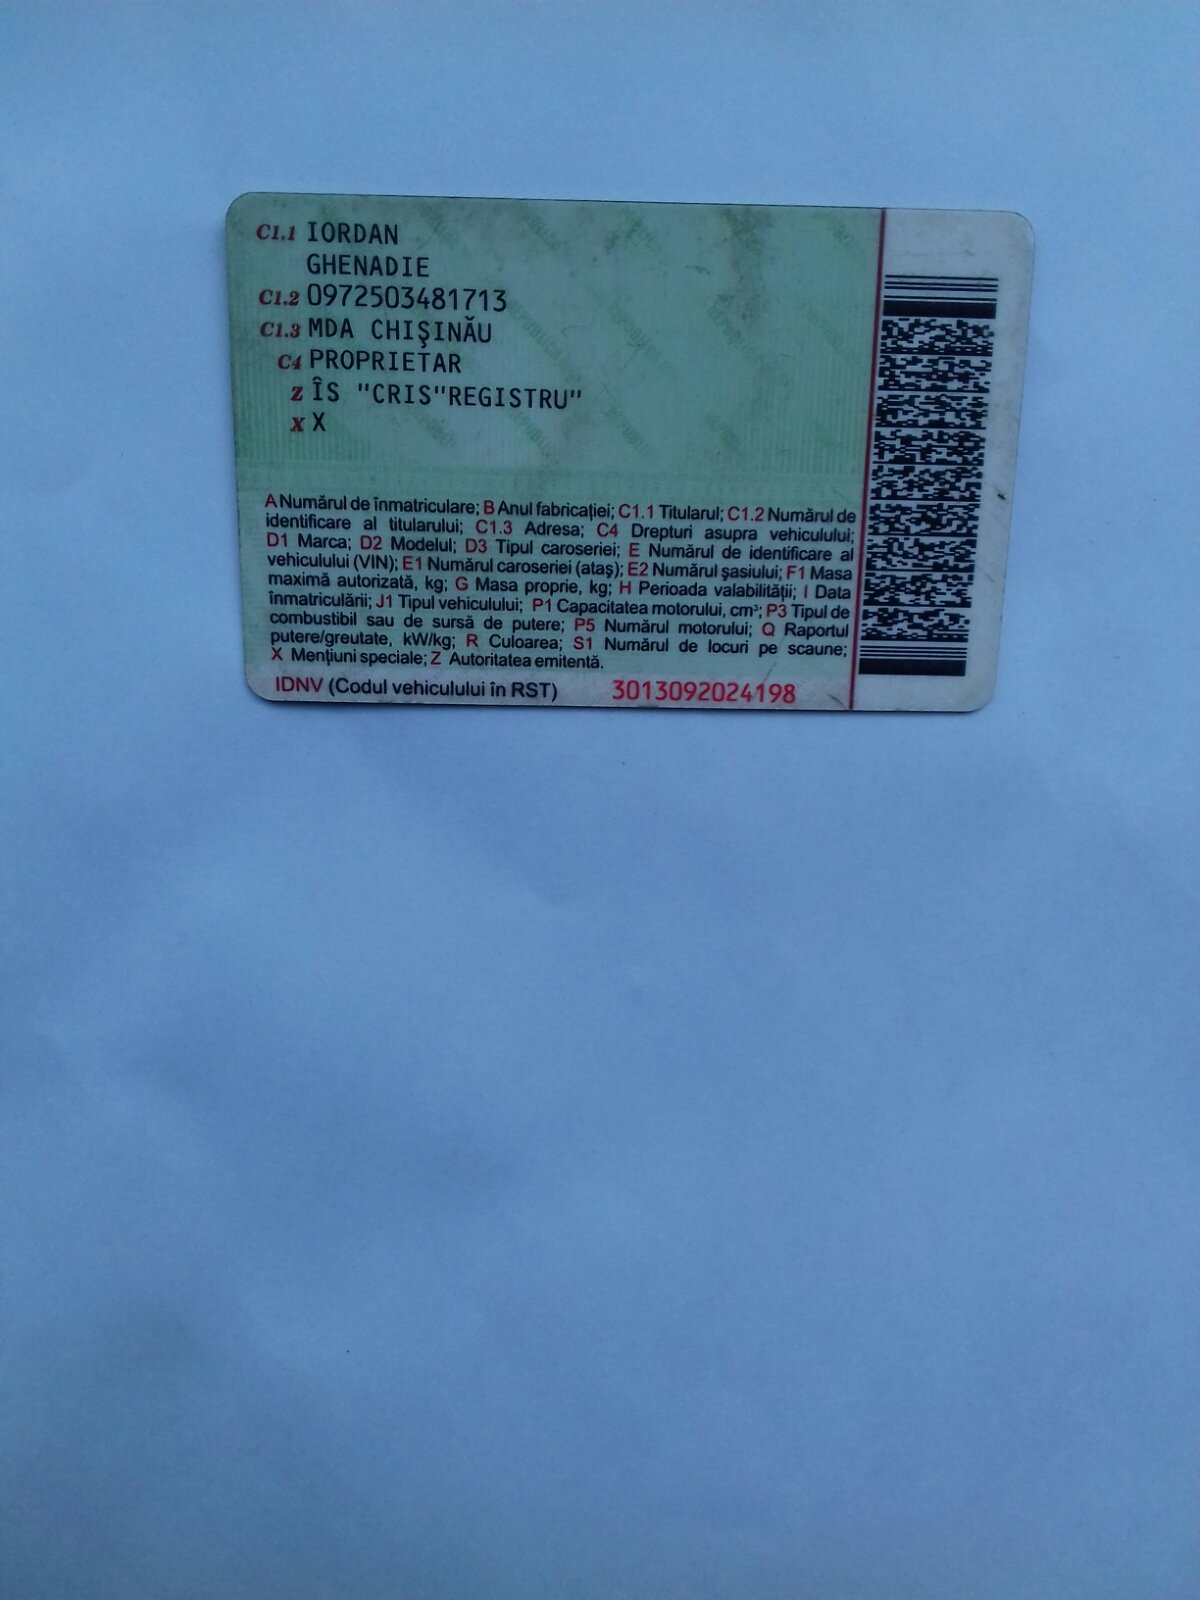 C1.1 IORDAN
GHENADIE
C1.2 0972503481713
C1.3 MDA CHIŞINĂU
C4 PROPRIETAR
Z ÎS "CRIS"REGISTRU"
X X
A Numărul de înmatriculare; B Anul fabricației; C1.1 Titularul; C1.2 Numărul de
identificare al titularului; C1.3 Adresa; C4 Drepturi asupra vehiculului;
D1 Marca; D2 Modelul; D3 Tipul caroseriei; E Numărul de identificare al
vehiculului (VIN); E1 Numărul caroseriei (ataş); E2 Numărul şasiului; F1 Masa
maximă autorizată, kg; G Masa proprie, kg; H Perioada valabilității; I Data
înmatriculării; J1 Tipul vehiculului; P1 Capacitatea motorului, cm³; P3 Tipul de
combustibil sau de sursă de putere; P5 Numărul motorului; Q Raportul
putere/greutate, kW/kg; R Culoarea; S1 Numărul de locuri pe scaune;
X Mențiuni speciale; Z Autoritatea emitentă.
IDNV (Codul vehiculului în RST) 3013092024198